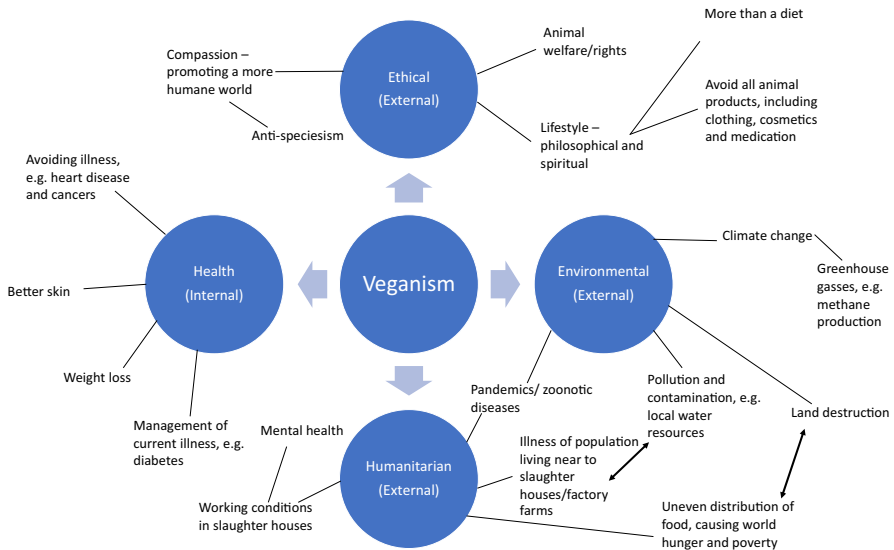 More than a diet
Compassion –
promoting a more
humane world
Ethical
(External)
Animal
welfare/rights
Avoid all animal
products, including
clothing, cosmetics
and medication
Anti-speciesism
Lifestyle –
philosophical and
spiritual
Avoiding illness,
e.g. heart disease
and cancers
Health
(Internal)
Veganism
Environmental
(External)
Climate change
Greenhouse
gasses, e.g.
methane
production
Better skin
Weight loss
Management of
current illness, e.g.
diabetes
Pandemics/ zoonotic
diseases
Pollution and
contamination, e.g.
local water
resources
Land destruction
Mental health
Humanitarian
(External)
Illness of population
living near to
slaughter
houses/factory
farms
Working conditions
in slaughter houses
Uneven distribution of
food, causing world
hunger and poverty